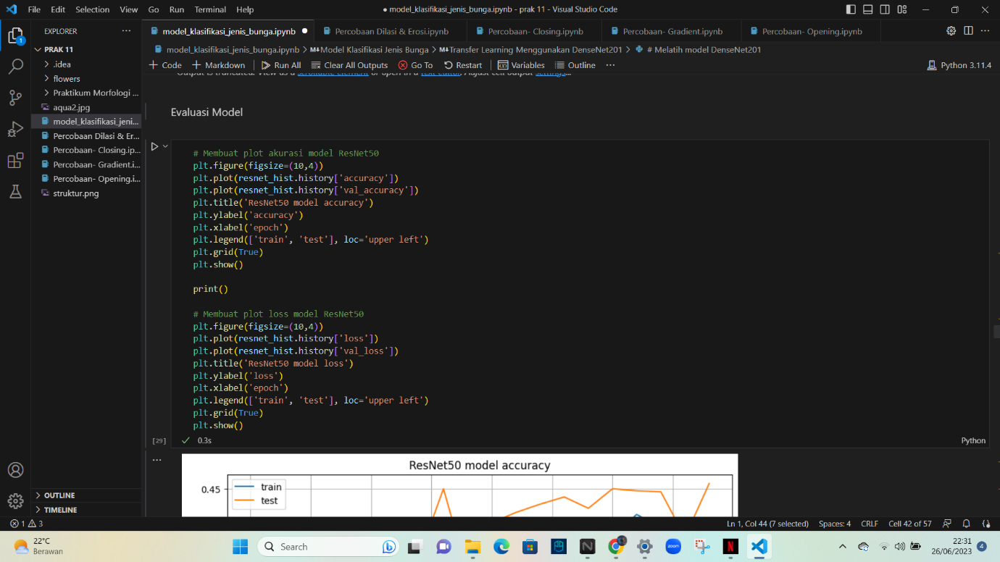 File Edit Selection View Go Run Terminal Help
● model_klasifikasi_jenis_bunga.ipynb - prak 11 - Visual Studio Code
EXPLORER
model_klasifikasi_jenis_bunga.ipynb ●
Percobaan Dilasi & Erosi.ipynb
Percobaan- Closing.ipynb
Percobaan- Gradient.ipynb
Percobaan- Opening.ipynb
1
PRAK 11
.idea
flowers
Praktikum Morfologi ...
aqua2.jpg
model_klasifikasi_jeni...
Percobaan Dilasi & Er...
Percobaan- Closing.ip...
Percobaan- Gradient.i...
Percobaan- Opening.i...
struktur.png
OUTLINE
TIMELINE
model_klasifikasi_jenis_bunga.ipynb > M↓Model Klasifikasi Jenis Bunga > M↓Transfer Learning Menggunakan DenseNet201 > # Melatih model DenseNet201
+ Code + Markdown Run All Clear All Outputs Go To Restart Variables Outline ... Python 3.11.4
Output is truncated. View as a scrollable element or open in a text editor. Adjust cell output settings...
Evaluasi Model
# Membuat plot akurasi model ResNet50
plt.figure(figsize=(10,4))
plt.plot(resnet_hist.history['accuracy'])
plt.plot(resnet_hist.history['val_accuracy'])
plt.title('ResNet50 model accuracy')
plt.ylabel('accuracy')
plt.xlabel('epoch')
plt.legend(['train', 'test'], loc='upper left')
plt.grid(True)
plt.show()
print()
# Membuat plot loss model ResNet50
plt.figure(figsize=(10,4))
plt.plot(resnet_hist.history['loss'])
plt.plot(resnet_hist.history['val_loss'])
plt.title('ResNet50 model loss')
plt.ylabel('loss')
plt.xlabel('epoch')
plt.legend(['train', 'test'], loc='upper left')
plt.grid(True)
plt.show()
[29] ✓ 0.3s Python
...
ResNet50 model accuracy
0.45
train
test
1 3
Ln 1, Col 44 (7 selected) Spaces: 4 CRLF Cell 42 of 57
22°C
Berawan
Search
zoom
22:31
26/06/2023
4